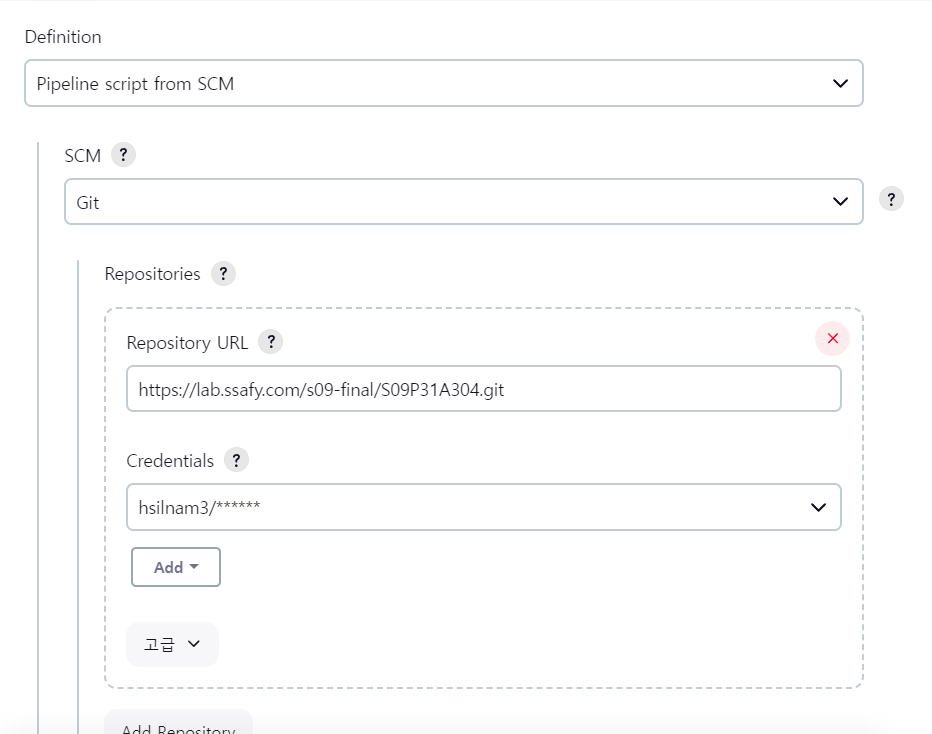 Definition
Pipeline script from SCM
SCM ?
Git
?
Repositories ?
Repository URL ?
https://lab.ssafy.com/s09-final/S09P31A304.git
Credentials ?
hsilnam3/******
Add
고급
Add Repository